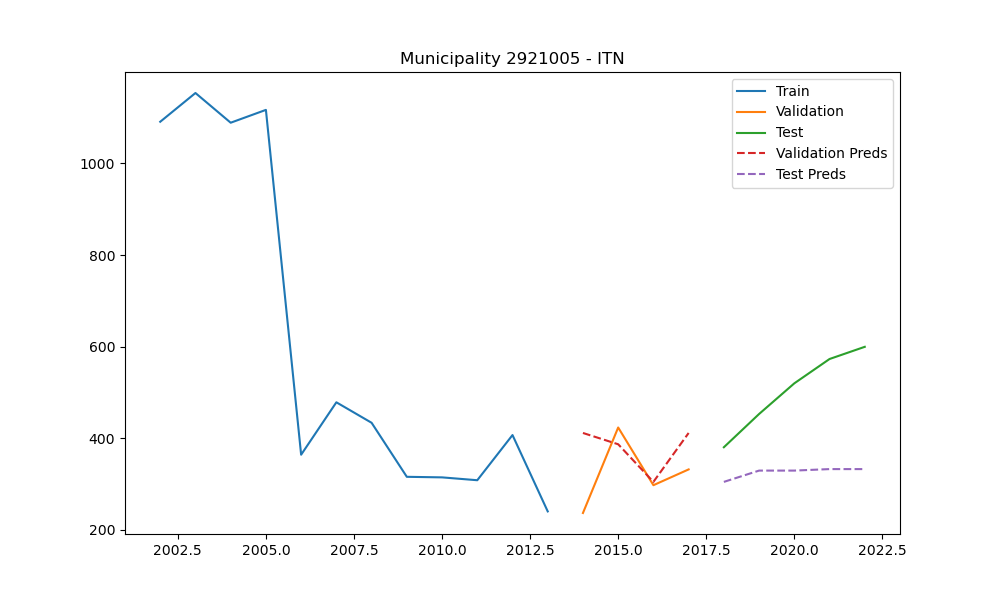 Municipality 2921005 - ITN
Train
Validation
Test
Validation Preds
Test Preds
1000
800
600
400
200
2002.5 2005.0 2007.5 2010.0 2012.5 2015.0 2017.5 2020.0 2022.5